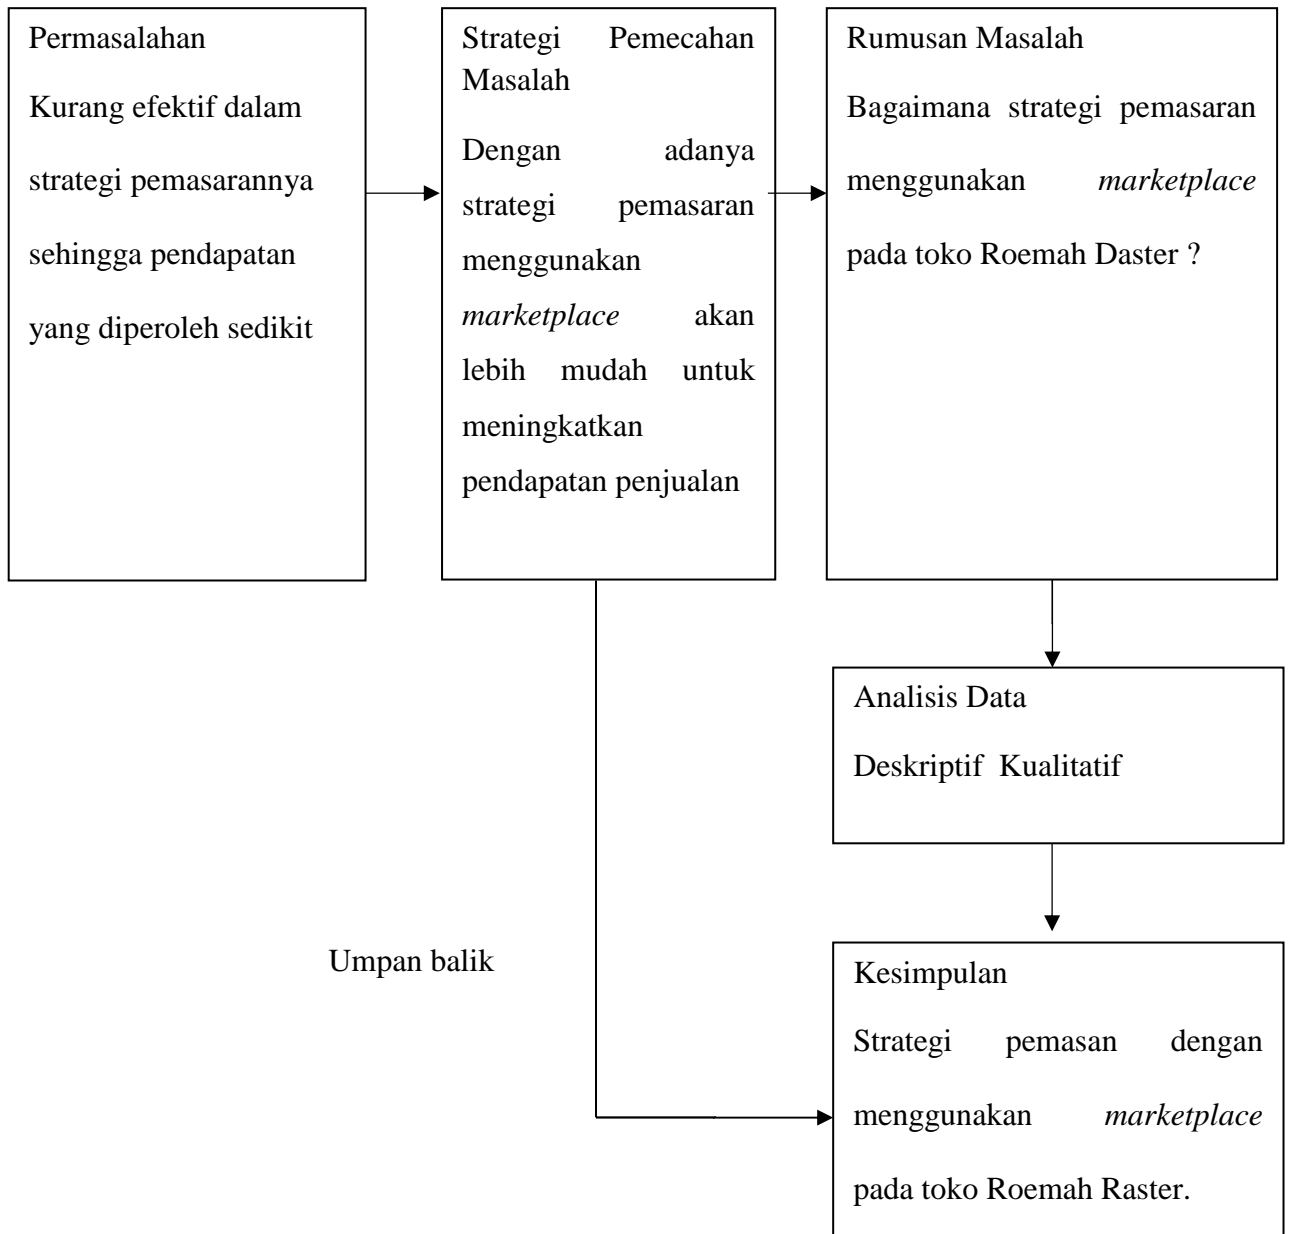 Permasalahan
Kurang efektif dalam
strategi pemasarannya
sehingga pendapatan
yang diperoleh sedikit
Strategi Pemecahan
Masalah
Dengan adanya
strategi pemasaran
menggunakan
marketplace akan
lebih mudah untuk
meningkatkan
pendapatan penjualan
Rumusan Masalah
Bagaimana strategi pemasaran
menggunakan marketplace
pada toko Roemah Daster ?
Analisis Data
Deskriptif Kualitatif
Umpan balik
Kesimpulan
Strategi pemasan dengan
menggunakan marketplace
pada toko Roemah Raster.